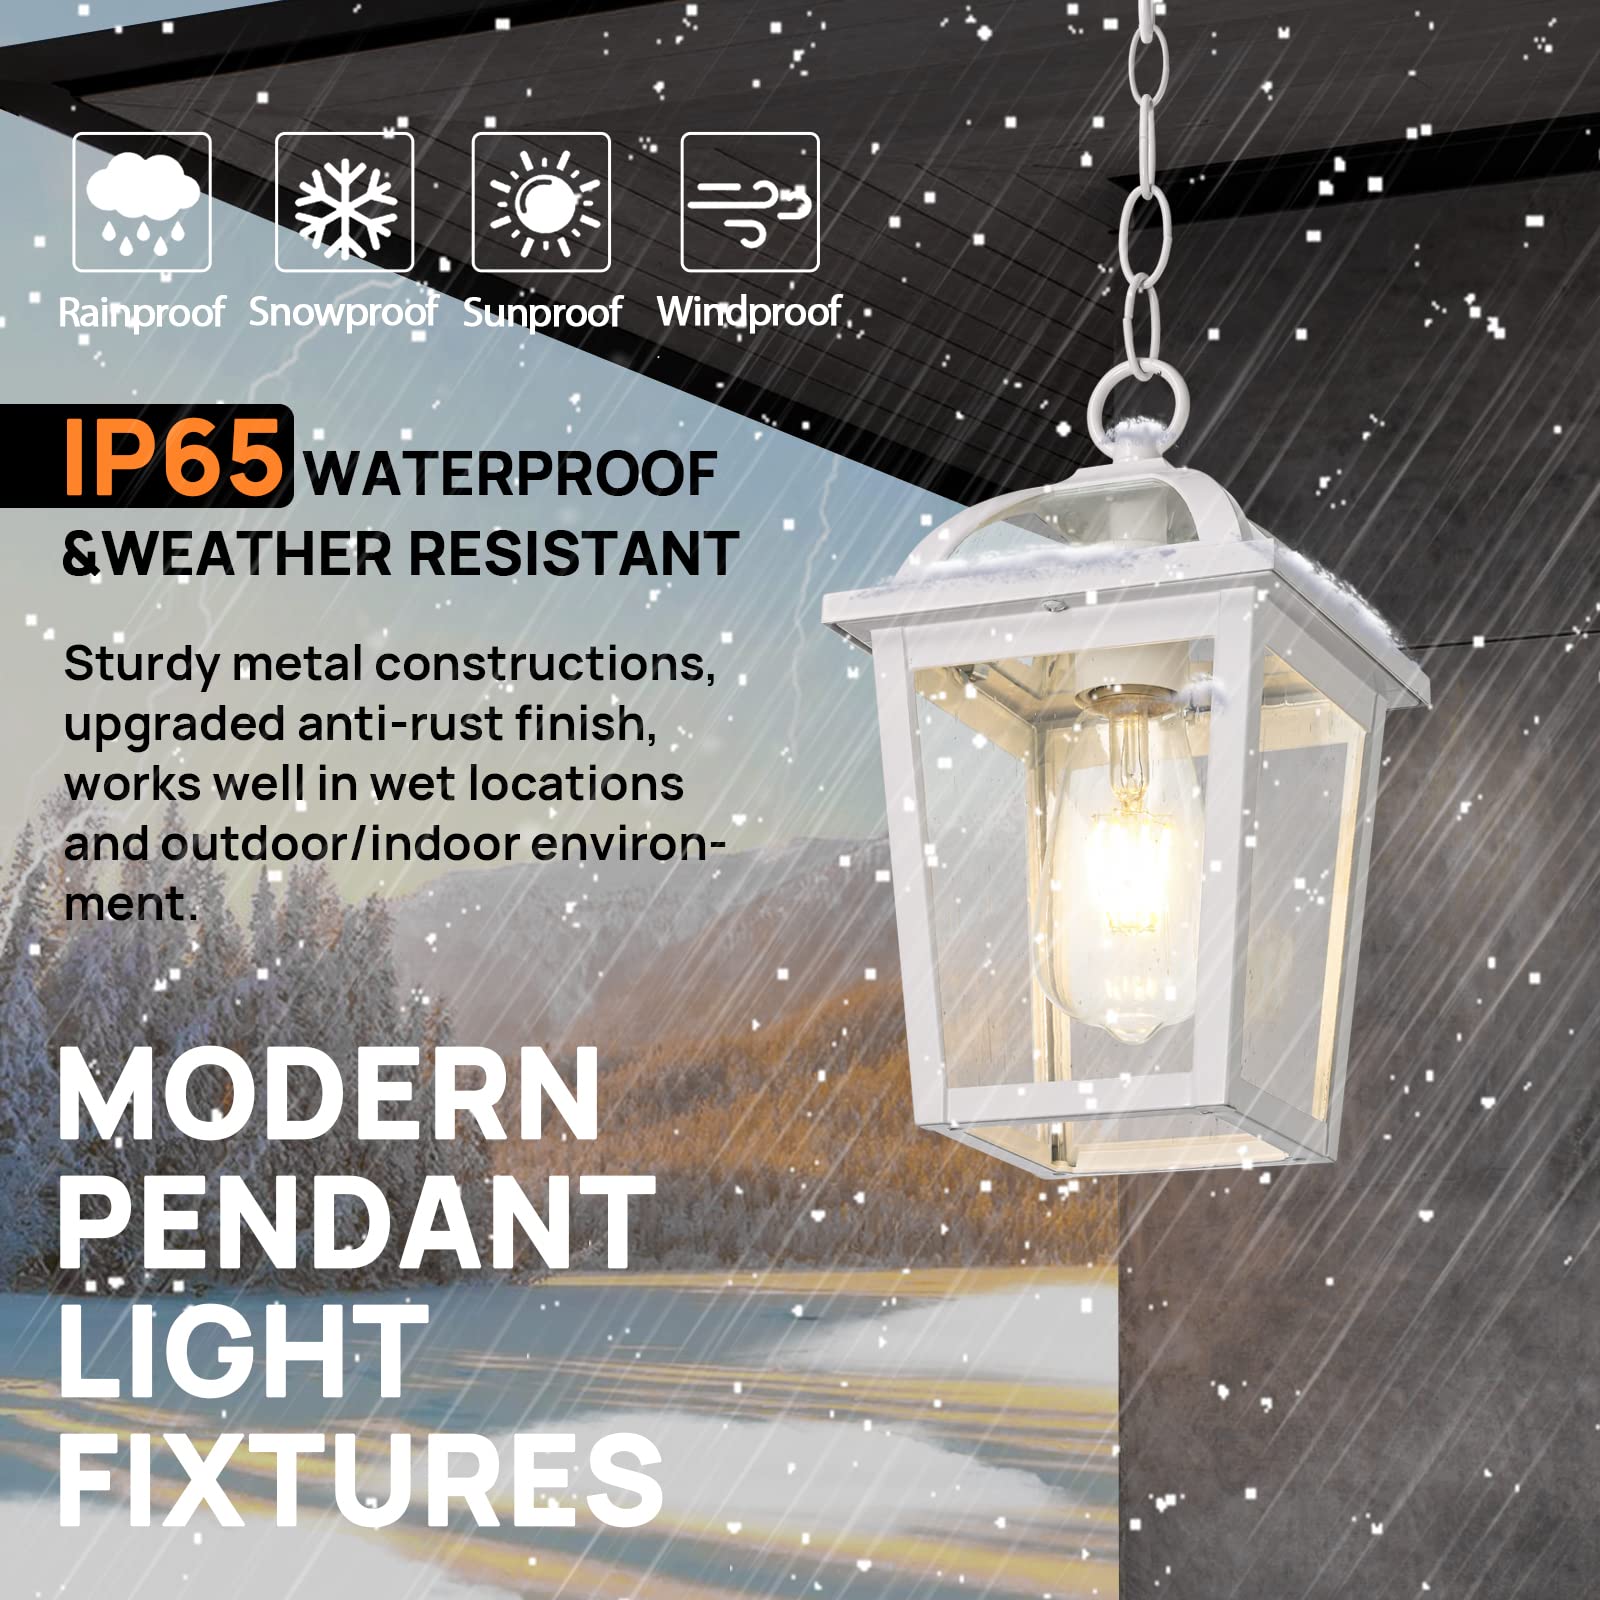 Rainproof Snowproof Sunproof Windproof
IP65 WATERPROOF
&WEATHER RESISTANT
Sturdy metal constructions,
upgraded anti-rust finish,
works well in wet locations
and outdoor/indoor environ-
ment.
MODERN
PENDANT
LIGHT
FIXTURES